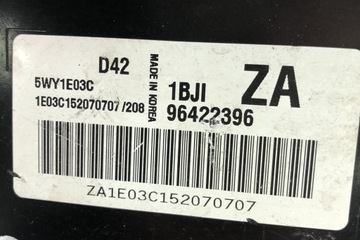 D42
5WY1E03C
1E03C152070707/208
MADE IN KOREA
1BJI
ZA
96422396
ZA1E03C152070707